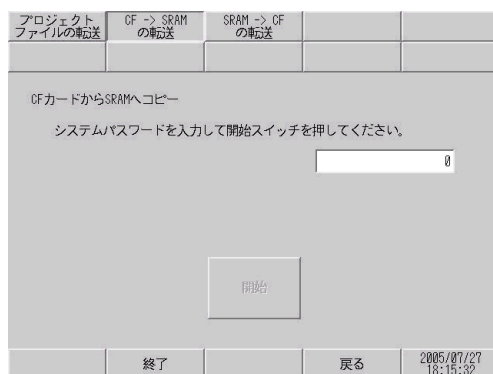 プロジェクト
ファイルの転送
CF -> SRAM
の転送
SRAM -> CF
の転送
CFカードからSRAMへコピー
システムパスワードを入力して開始スイッチを押してください。
0
開始
終了
戻る
2005/07/27
18:15:32